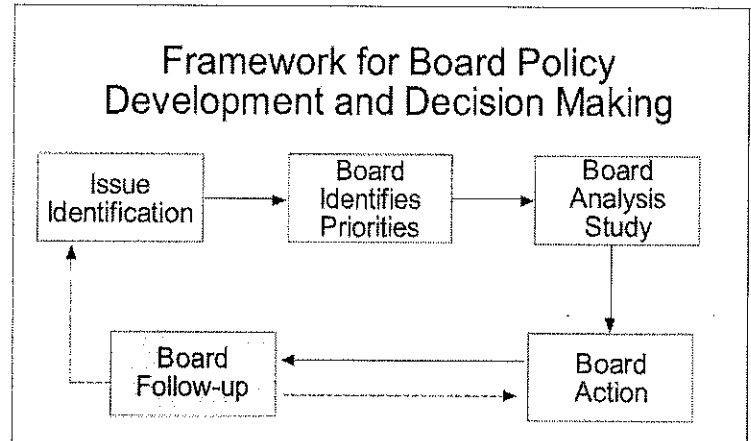 Framework for Board Policy
Development and Decision Making
Issue
Identification
Board
Identifies
Priorities
Board
Analysis
Study
Board
Follow-up
Board
Action